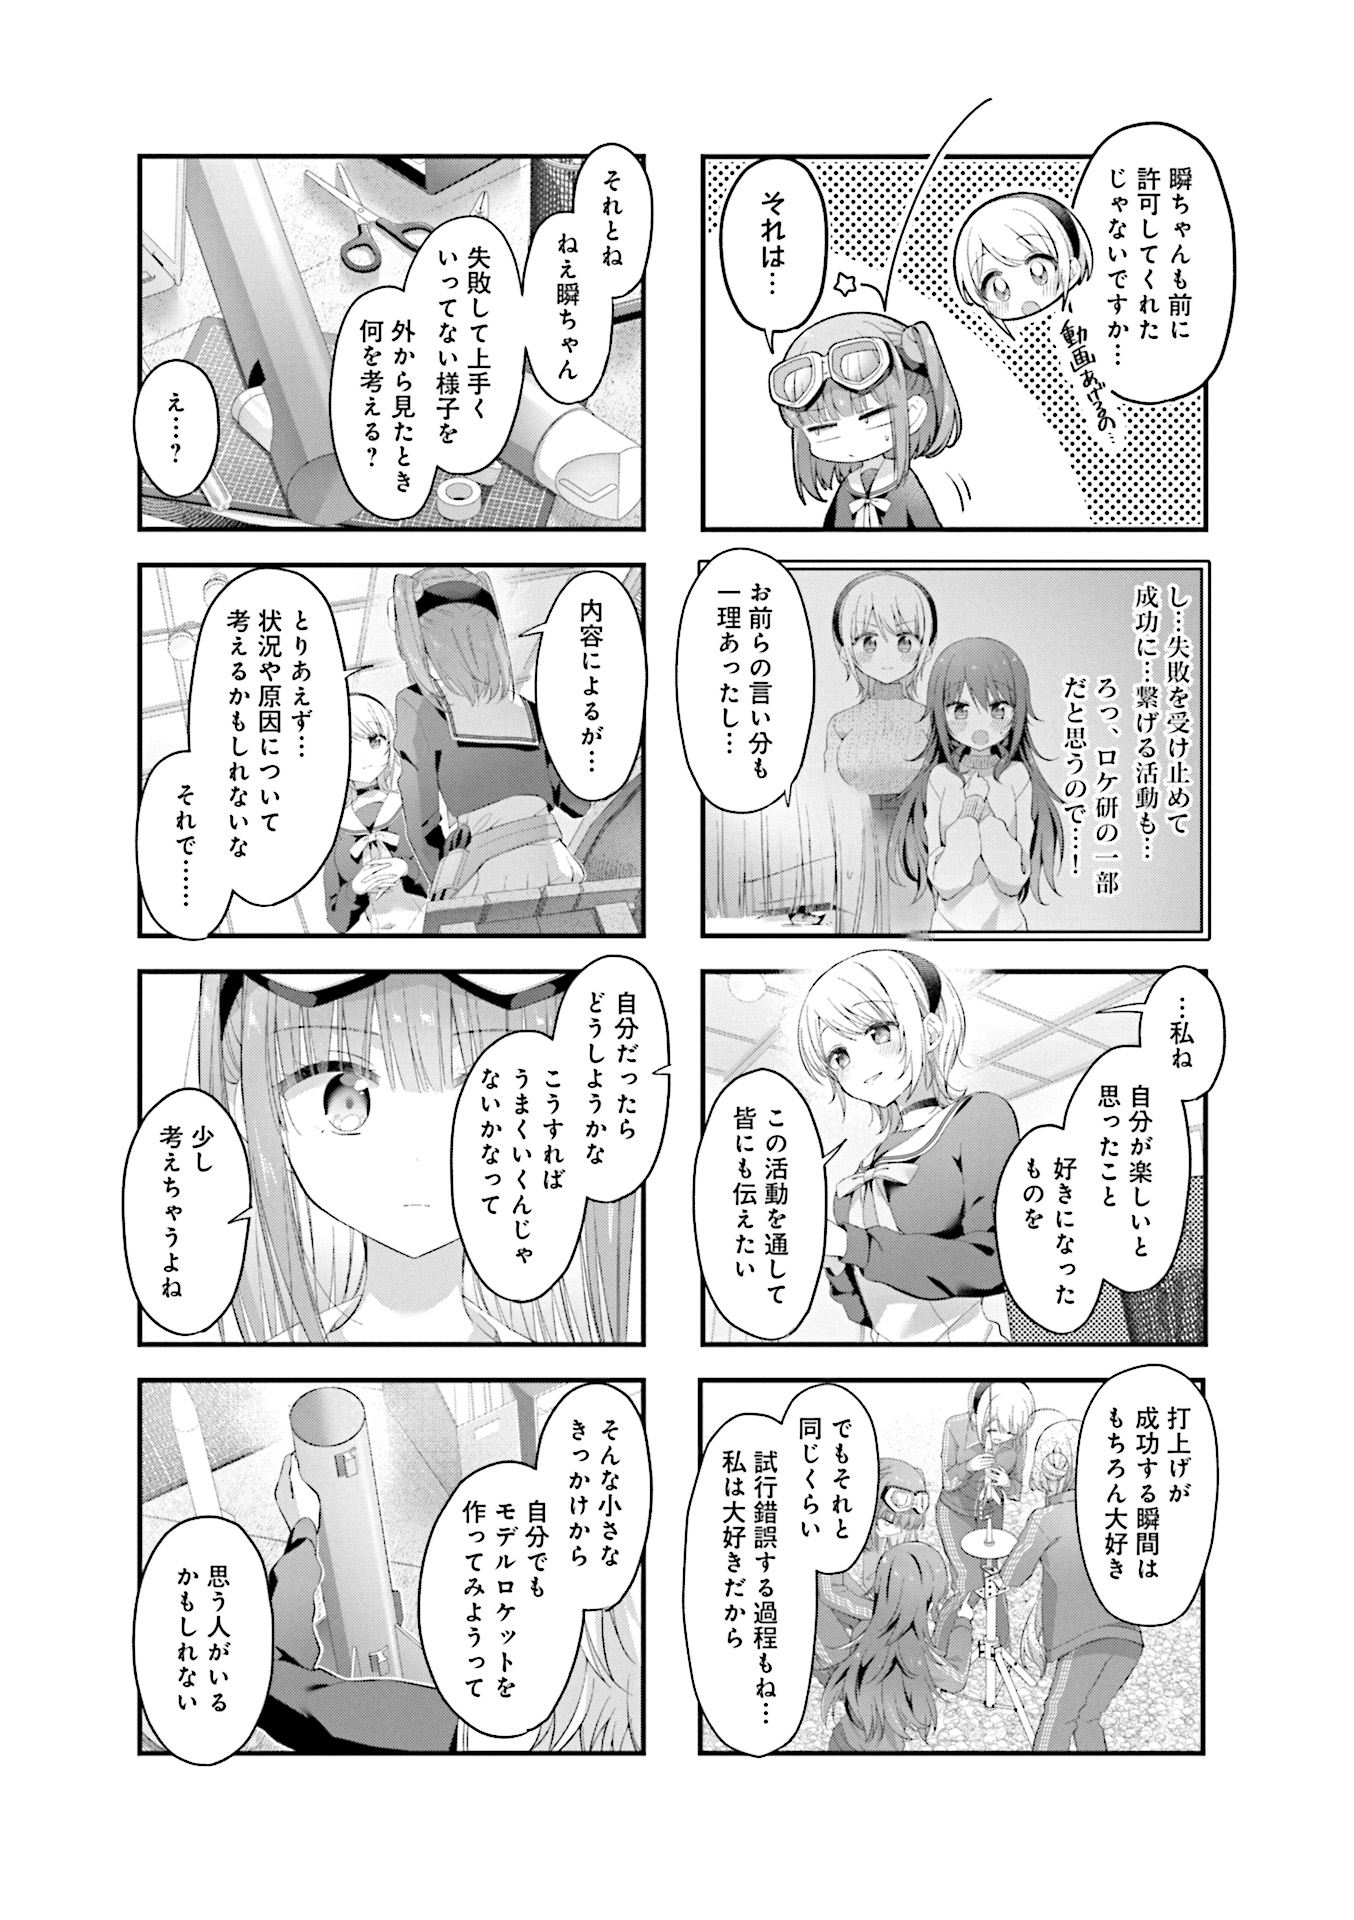 瞬ちゃんも前に
許可してくれた
じゃないですか…
動画あげるの…
それは…
し…失敗を受け止めて
成功に…繋げる活動も…
ろっ、ロケ研の一部
だと思うので…！
お前らの言い分も
一理あったし…
…私ね
自分が楽しいと
思ったこと
好きになった
ものを
この活動を通して
皆にも伝えたい
打上げが
成功する瞬間は
もちろん大好き
でもそれと
同じくらい
試行錯誤する過程もね…
私は大好きだから
それとね
ねえ瞬ちゃん
失敗して上手く
いってない様子を
外から見たとき
何を考える？
え…？
内容によるが…
とりあえず…
状況や原因について
考えるかもしれないな
それで……
自分だったら
どうしようかな
こうすれば
うまくいくんじゃ
ないかなって
少し
考えちゃうよね
そんな小さな
きっかけから
自分でも
モデルロケットを
作ってみようって
思う人がいる
かもしれない